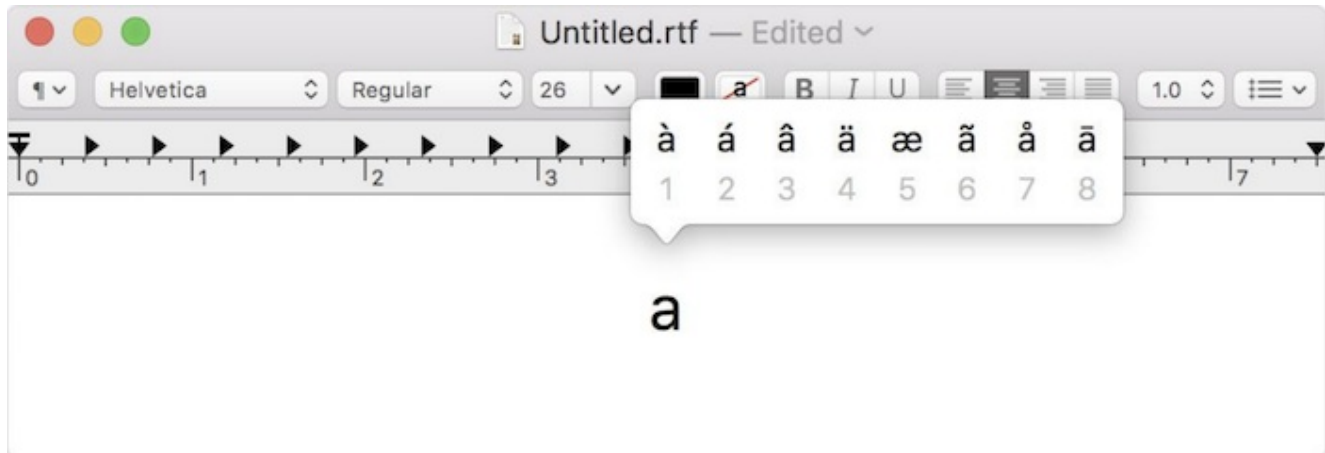 Untitled.rtf — Edited
¶ Helvetica Regular 26 a B I U 1.0
à á â ä æ ã å ā
1 2 3 4 5 6 7 8
0 1 2 3 7
a